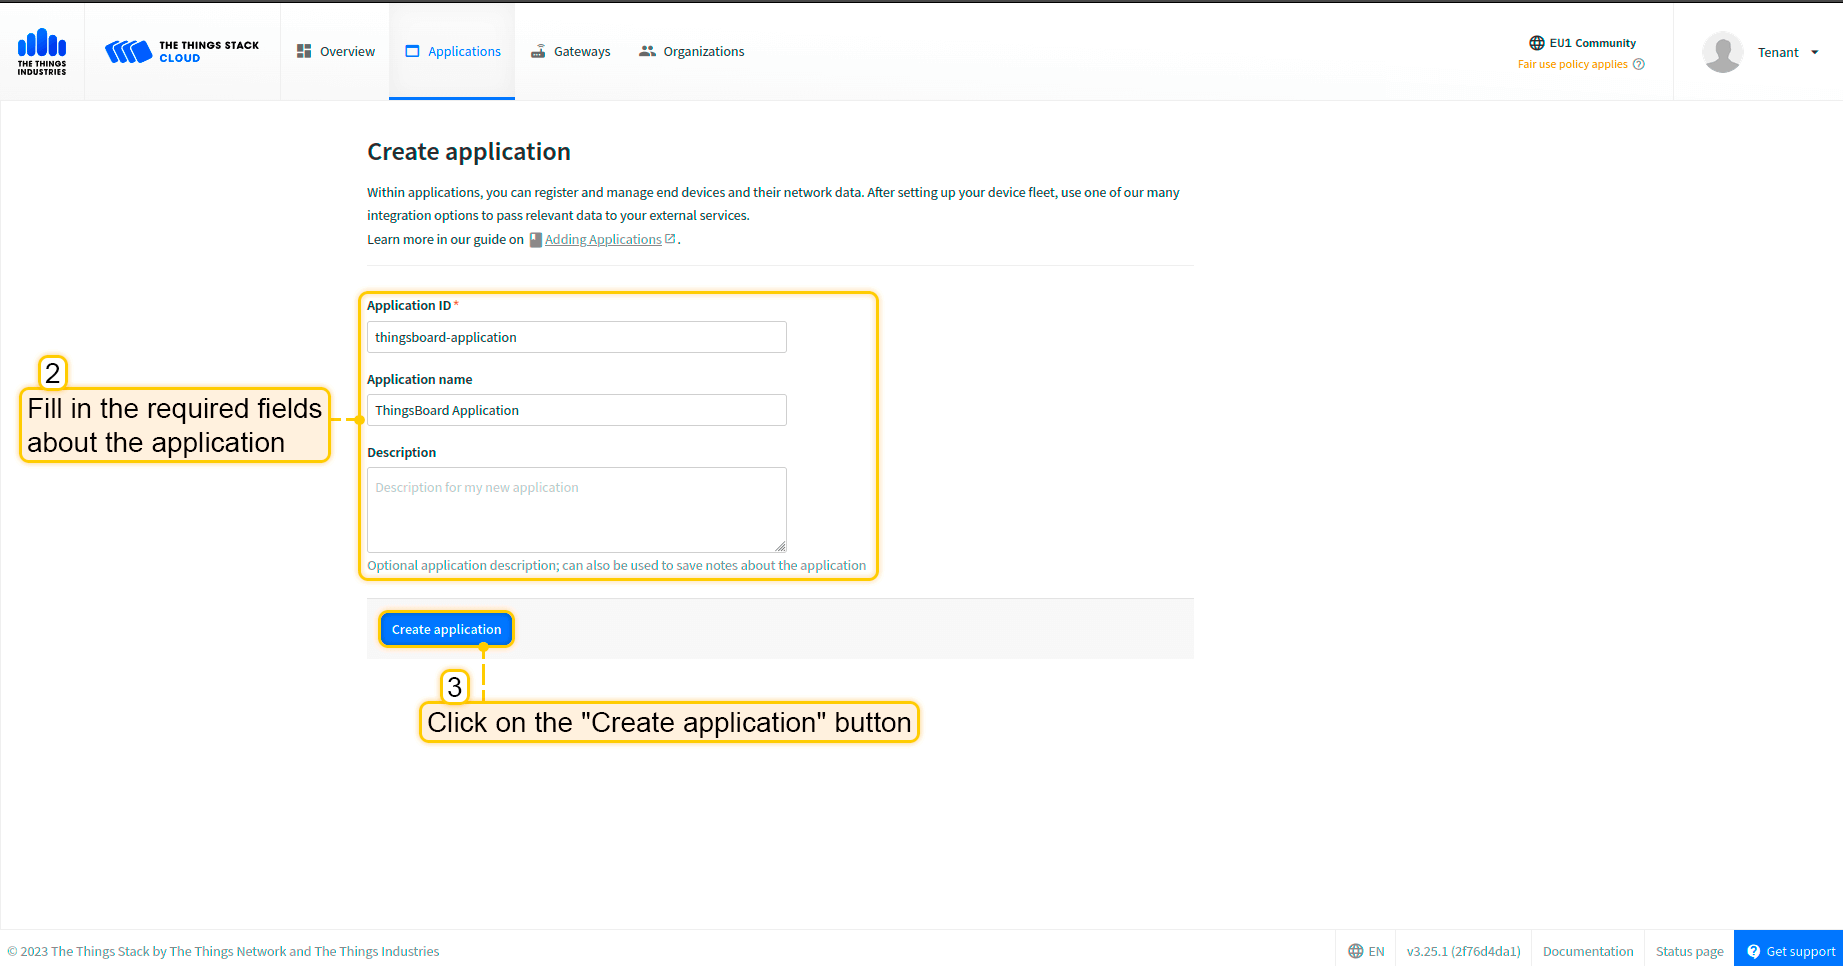 THE THINGS
INDUSTRIES
THE THINGS STACK
CLOUD
Overview
Applications
Gateways
Organizations
EU1 Community
Fair use policy applies
Tenant
Create application
Within applications, you can register and manage end devices and their network data. After setting up your device fleet, use one of our many
integration options to pass relevant data to your external services.
Learn more in our guide on Adding Applications.
Application ID*
thingsboard-application
Application name
ThingsBoard Application
Description
Description for my new application
Optional application description; can also be used to save notes about the application
2
Fill in the required fields
about the application
Create application
3
Click on the "Create application" button
© 2023 The Things Stack by The Things Network and The Things Industries
EN
v3.25.1 (2f76d4da1)
Documentation
Status page
Get support